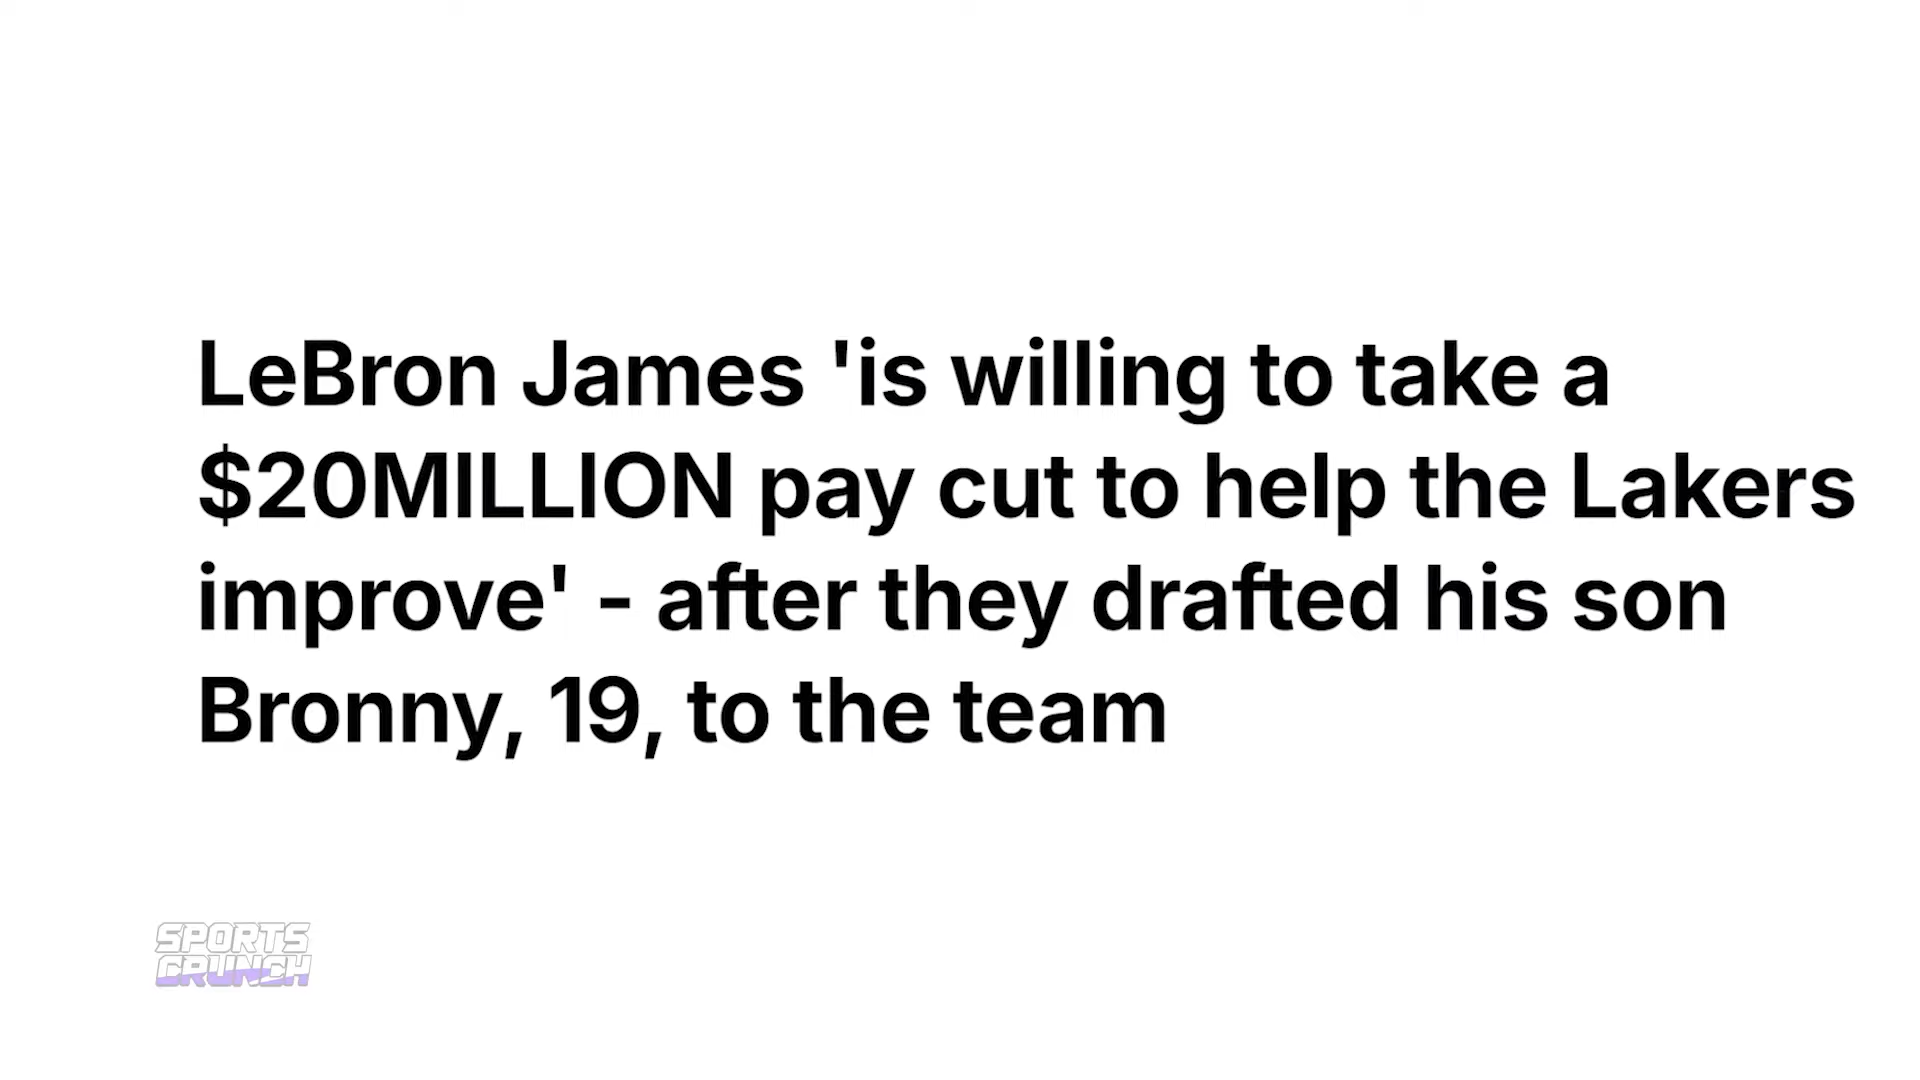 LeBron James 'is willing to take a
$20MILLION pay cut to help the Lakers
improve' - after they drafted his son
Bronny, 19, to the team
SPORTS
CRUNCH